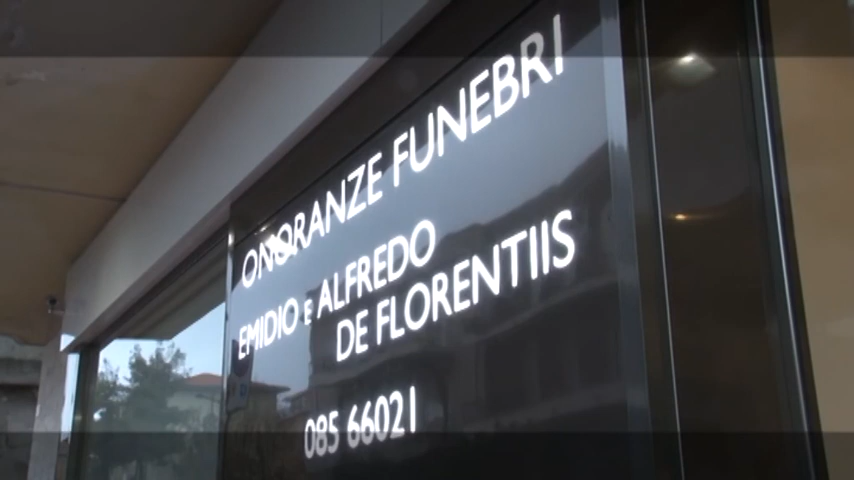 ONORANZE FUNEBRI
EMIDIO E ALFREDO
DE FLORENTIIS
085 66021